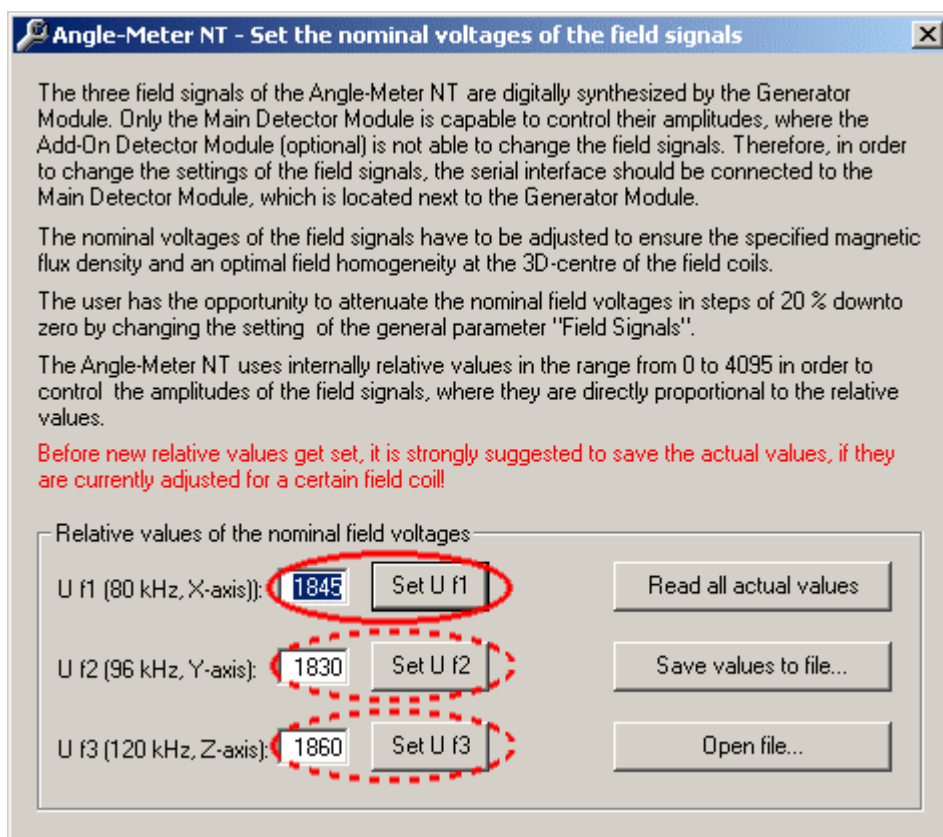 Angle-Meter NT - Set the nominal voltages of the field signals
The three field signals of the Angle-Meter NT are digitally synthesized by the Generator
Module. Only the Main Detector Module is capable to control their amplitudes, where the
Add-On Detector Module (optional) is not able to change the field signals. Therefore, in order
to change the settings of the field signals, the serial interface should be connected to the
Main Detector Module, which is located next to the Generator Module.
The nominal voltages of the field signals have to be adjusted to ensure the specified magnetic
flux density and an optimal field homogeneity at the 3D-centre of the field coils.
The user has the opportunity to attenuate the nominal field voltages in steps of 20 % downto
zero by changing the setting  of the general parameter "Field Signals".
The Angle-Meter NT uses internally relative values in the range from 0 to 4095 in order to
control  the amplitudes of the field signals, where they are directly proportional to the relative
values.
Before new relative values get set, it is strongly suggested to save the actual values, if they
are currently adjusted for a certain field coil!
Relative values of the nominal field voltages
U f1 (80 kHz, X-axis)): 1845 Set U f1 Read all actual values
U f2 (96 kHz, Y-axis): 1830 Set U f2 Save values to file...
U f3 (120 kHz, Z-axis): 1860 Set U f3 Open file...